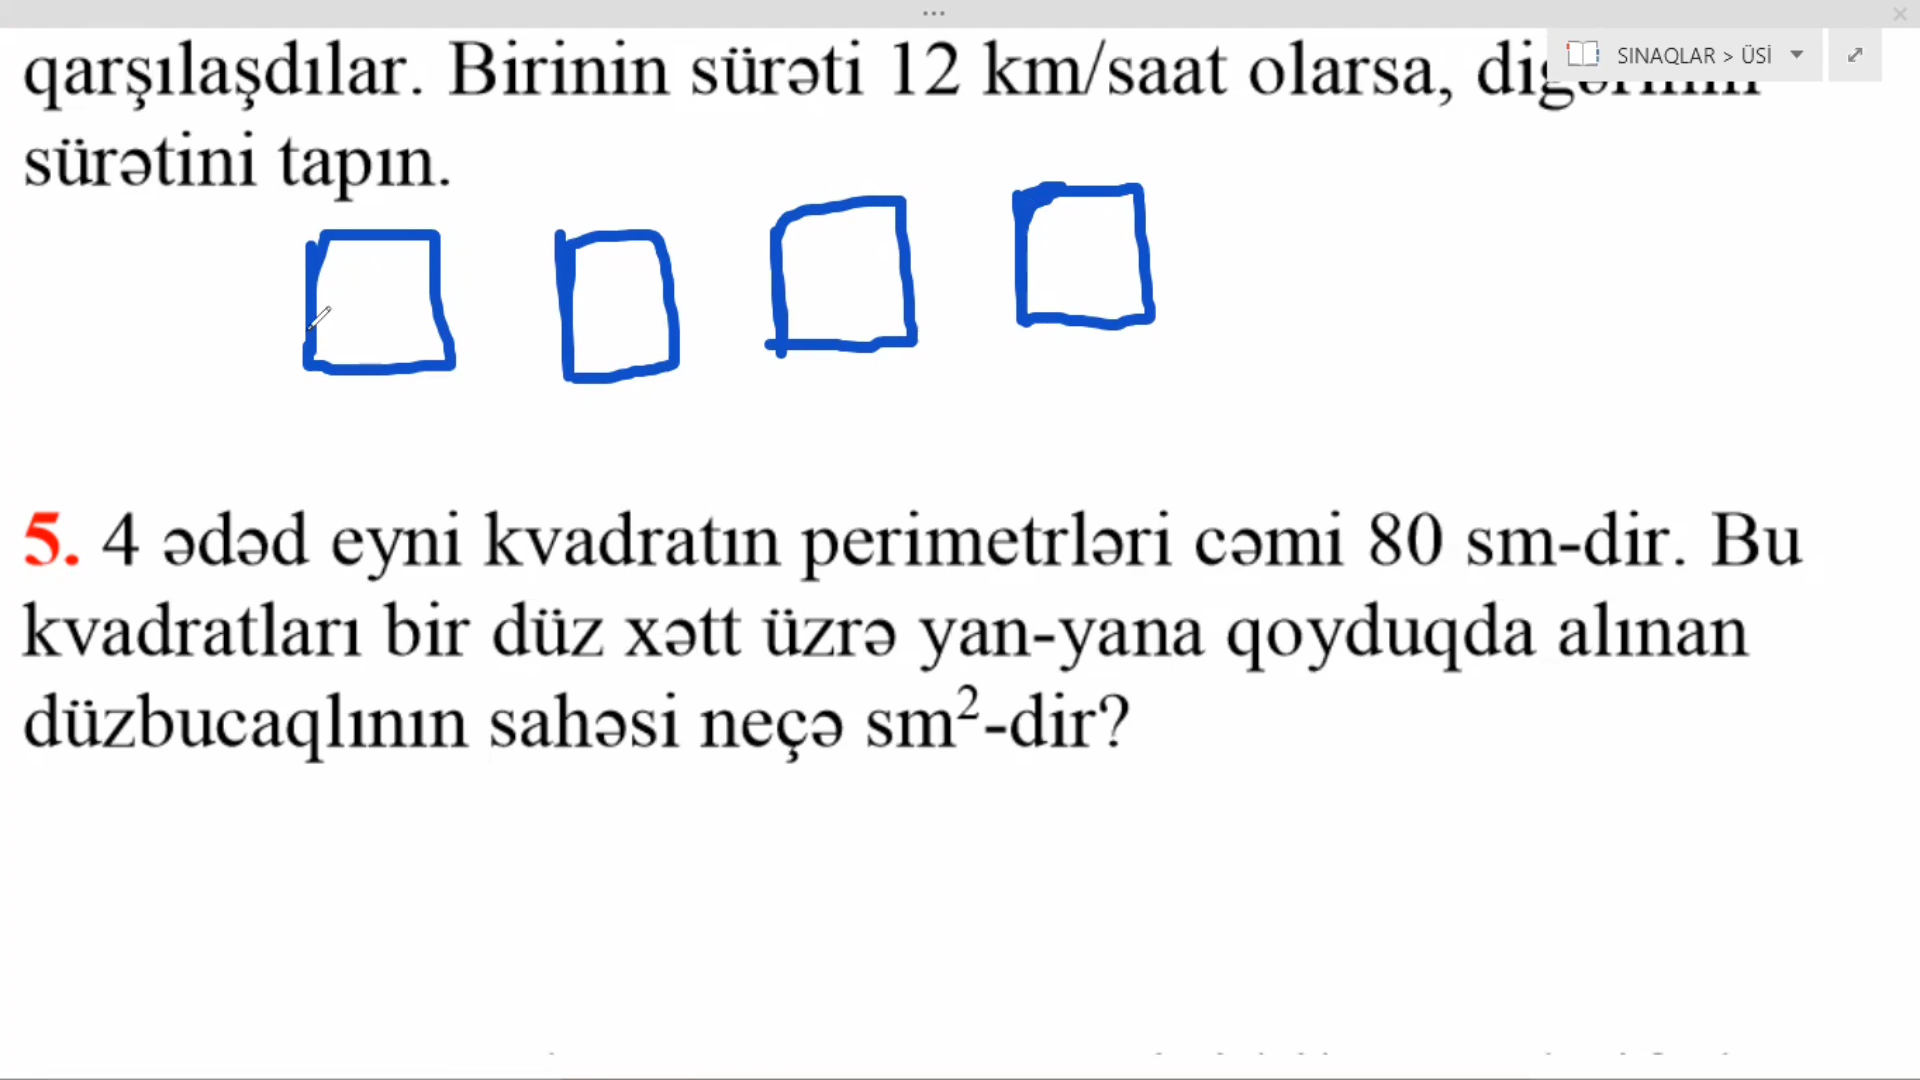 ...
SINAQLAR > ÜSİ
qarşılaşdılar. Birinin sürəti 12 km/saat olarsa, digərinin
sürətini tapın.
5. 4 ədəd eyni kvadratın perimetrləri cəmi 80 sm-dir. Bu
kvadratları bir düz xətt üzrə yan-yana qoyduqda alınan
düzbucaqlının sahəsi neçə sm²-dir?